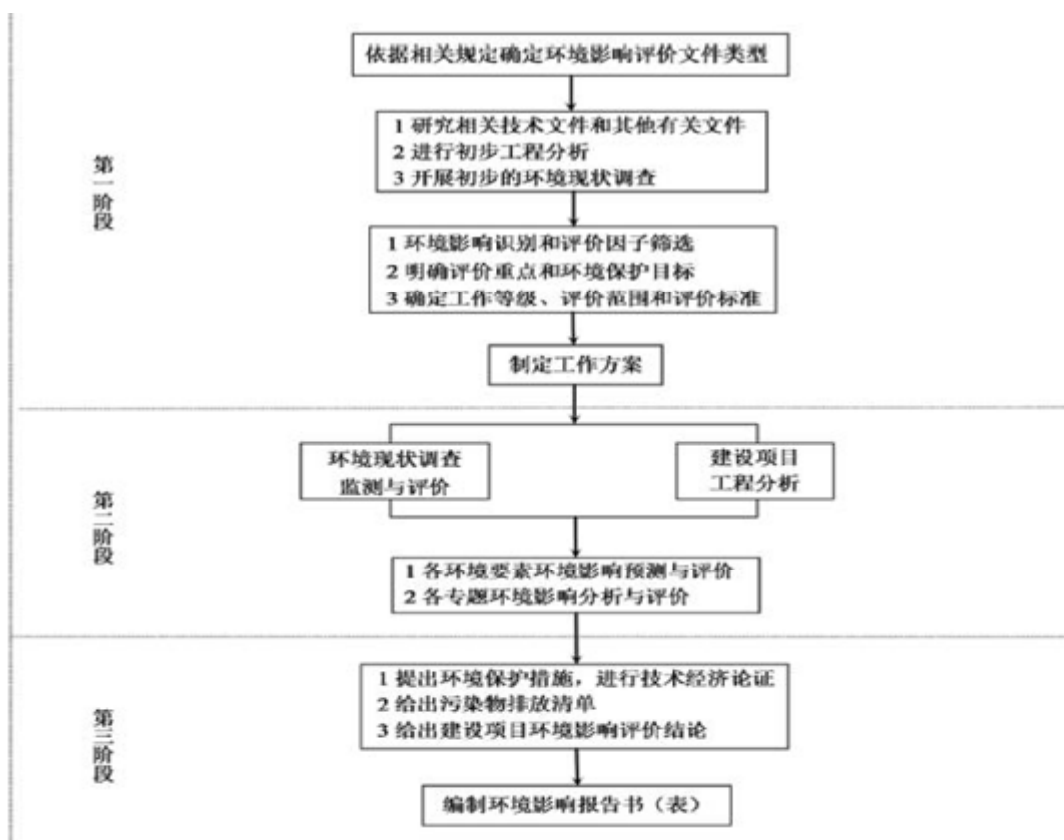 依据相关规定确定环境影响评价文件类型
1 研究相关技术文件和其他有关文件
2 进行初步工程分析
3 开展初步的环境现状调查
第一阶段
1 环境影响识别和评价因子筛选
2 明确评价重点和环境保护目标
3 确定工作等级、评价范围和评价标准
制定工作方案
环境现状调查
监测与评价
建设项目
工程分析
第二阶段
1 各环境要素环境影响预测与评价
2 各专题环境影响分析与评价
1 提出环境保护措施，进行技术经济论证
2 给出污染物排放清单
3 给出建设项目环境影响评价结论
第三阶段
编制环境影响报告书（表）